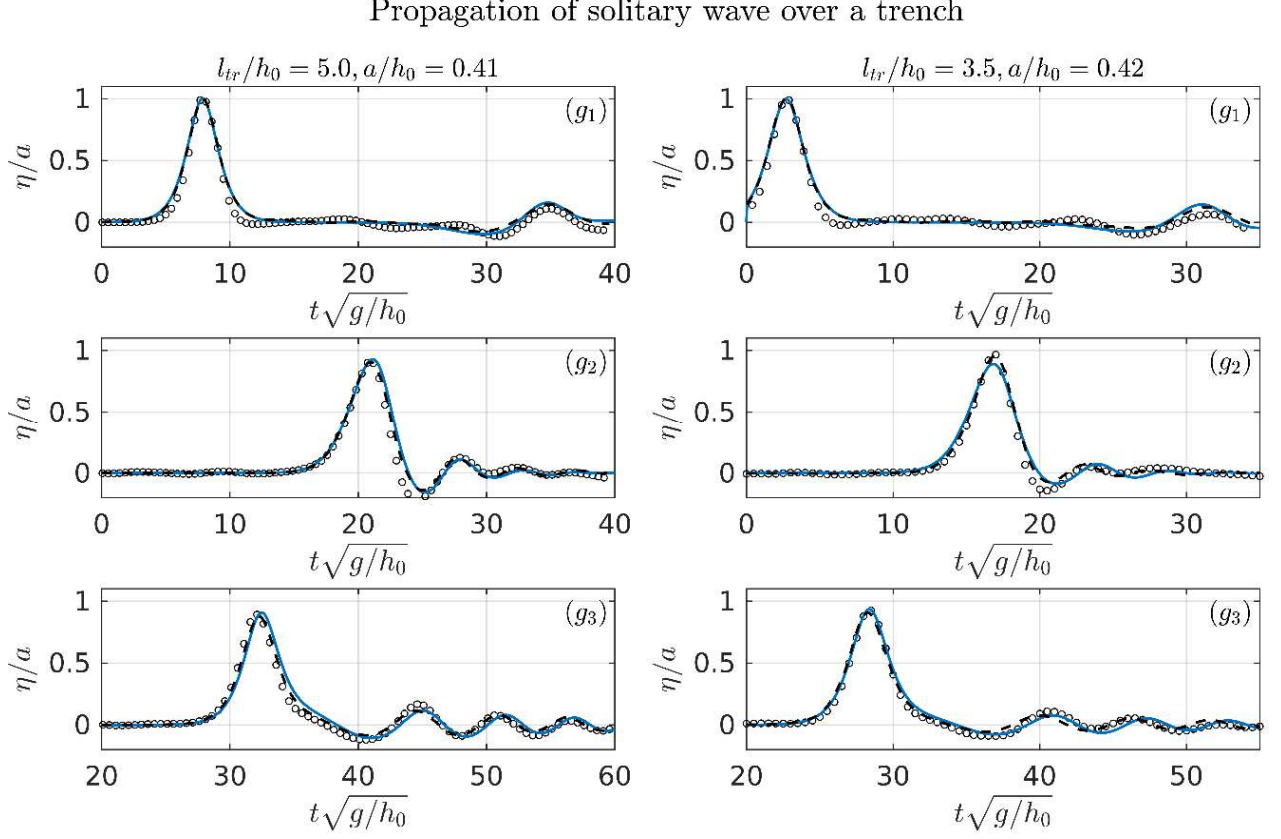 Propagation of solitary wave over a trench
l_{tr}/h_0 = 5.0, a/h_0 = 0.41
1
0.5
0
η/a
(g_1)
0 10 20 30 40
t√g/h_0
1
0.5
0
η/a
(g_2)
0 10 20 30 40
t√g/h_0
1
0.5
0
η/a
(g_3)
20 30 40 50 60
t√g/h_0
l_{tr}/h_0 = 3.5, a/h_0 = 0.42
1
0.5
0
η/a
(g_1)
0 10 20 30
t√g/h_0
1
0.5
0
η/a
(g_2)
0 10 20 30
t√g/h_0
1
0.5
0
η/a
(g_3)
20 30 40 50
t√g/h_0